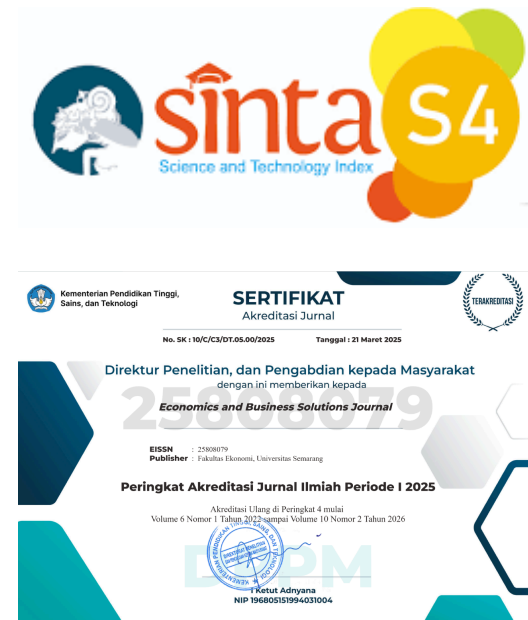 sinta
S4
Science and Technology Index
Kementerian Pendidikan Tinggi,
Sains, dan Teknologi
SERTIFIKAT
Akreditasi Jurnal
TERAKREDITASI
No. SK : 10/C/C3/DT.05.00/2025 Tanggal : 21 Maret 2025
Direktur Penelitian, dan Pengabdian kepada Masyarakat
dengan ini memberikan kepada
25808079
Economics and Business Solutions Journal
EISSN : 25808079
Publisher : Fakultas Ekonomi, Universitas Semarang
Peringkat Akreditasi Jurnal Ilmiah Periode I 2025
Akreditasi Ulang di Peringkat 4 mulai
Volume 6 Nomor 1 Tahun 2022 sampai Volume 10 Nomor 2 Tahun 2026
I Ketut Adnyana
NIP 196805151994031004